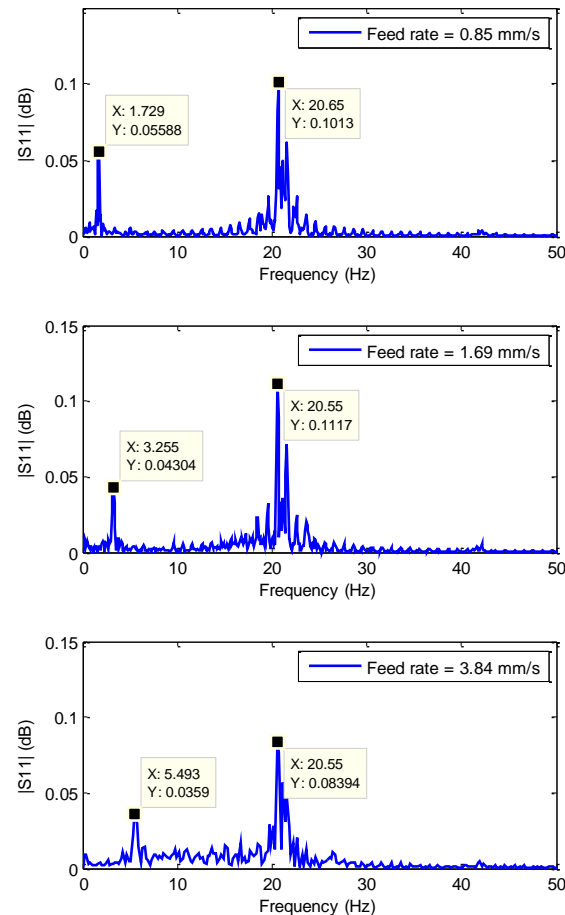 Feed rate = 0.85 mm/s
0.1
0.05
0
X: 1.729
Y: 0.05588
X: 20.65
Y: 0.1013
|S11| (dB)
0 10 20 30 40 50
Frequency (Hz)
0.15
Feed rate = 1.69 mm/s
0.1
0.05
0
X: 3.255
Y: 0.04304
X: 20.55
Y: 0.1117
|S11| (dB)
0 10 20 30 40 50
Frequency (Hz)
0.15
Feed rate = 3.84 mm/s
0.1
0.05
0
X: 5.493
Y: 0.0359
X: 20.55
Y: 0.08394
|S11| (dB)
0 10 20 30 40 50
Frequency (Hz)